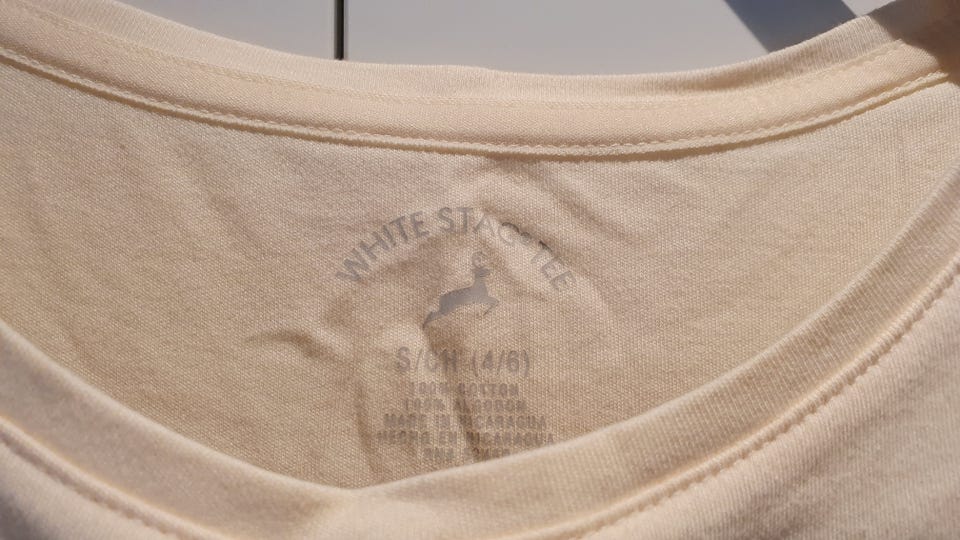 WHITE STAG® TEE
S/CH (4/6)
100% COTTON
100% ALGODON
MADE IN NICARAGUA
HECHO EN NICARAGUA